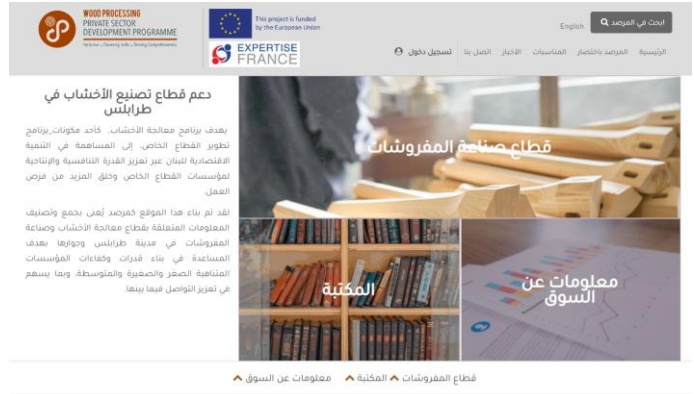 WOOD PROCESSING
PRIVATE SECTOR
DEVELOPMENT PROGRAMME
This project is funded
by the European Union
EXPERTISE
FRANCE
ابحث في المرصد
English
الرئيسية المرصد باختصار المناسبات الأخبار اتصل بنا تسجيل دخول
دعم قطاع تصنيع الأخشاب في
طرابلس
يهدف برنامج معالجة الأخشاب، كأحد مكونات برنامج
تطوير القطاع الخاص، إلى المساهمة في التنمية
الاقتصادية للبنان عبر تعزيز القدرة التنافسية والإنتاجية
لمؤسسات القطاع الخاص وخلق المزيد من فرص
العمل.
لقد تم بناء هذا الموقع كمرصد يُعنى بجمع وتصنيف
المعلومات المتعلقة بقطاع معالجة الأخشاب وصناعة
المفروشات في مدينة طرابلس وجوارها بهدف
المساعدة في بناء قدرات وكفاءات المؤسسات
المتناهية الصغر والصغيرة والمتوسطة، وبما يسهم
في تعزيز التواصل فيما بينها.
قطاع صناعة المفروشات
المكتبة
معلومات عن
السوق
قطاع المفروشات المكتبة معلومات عن السوق